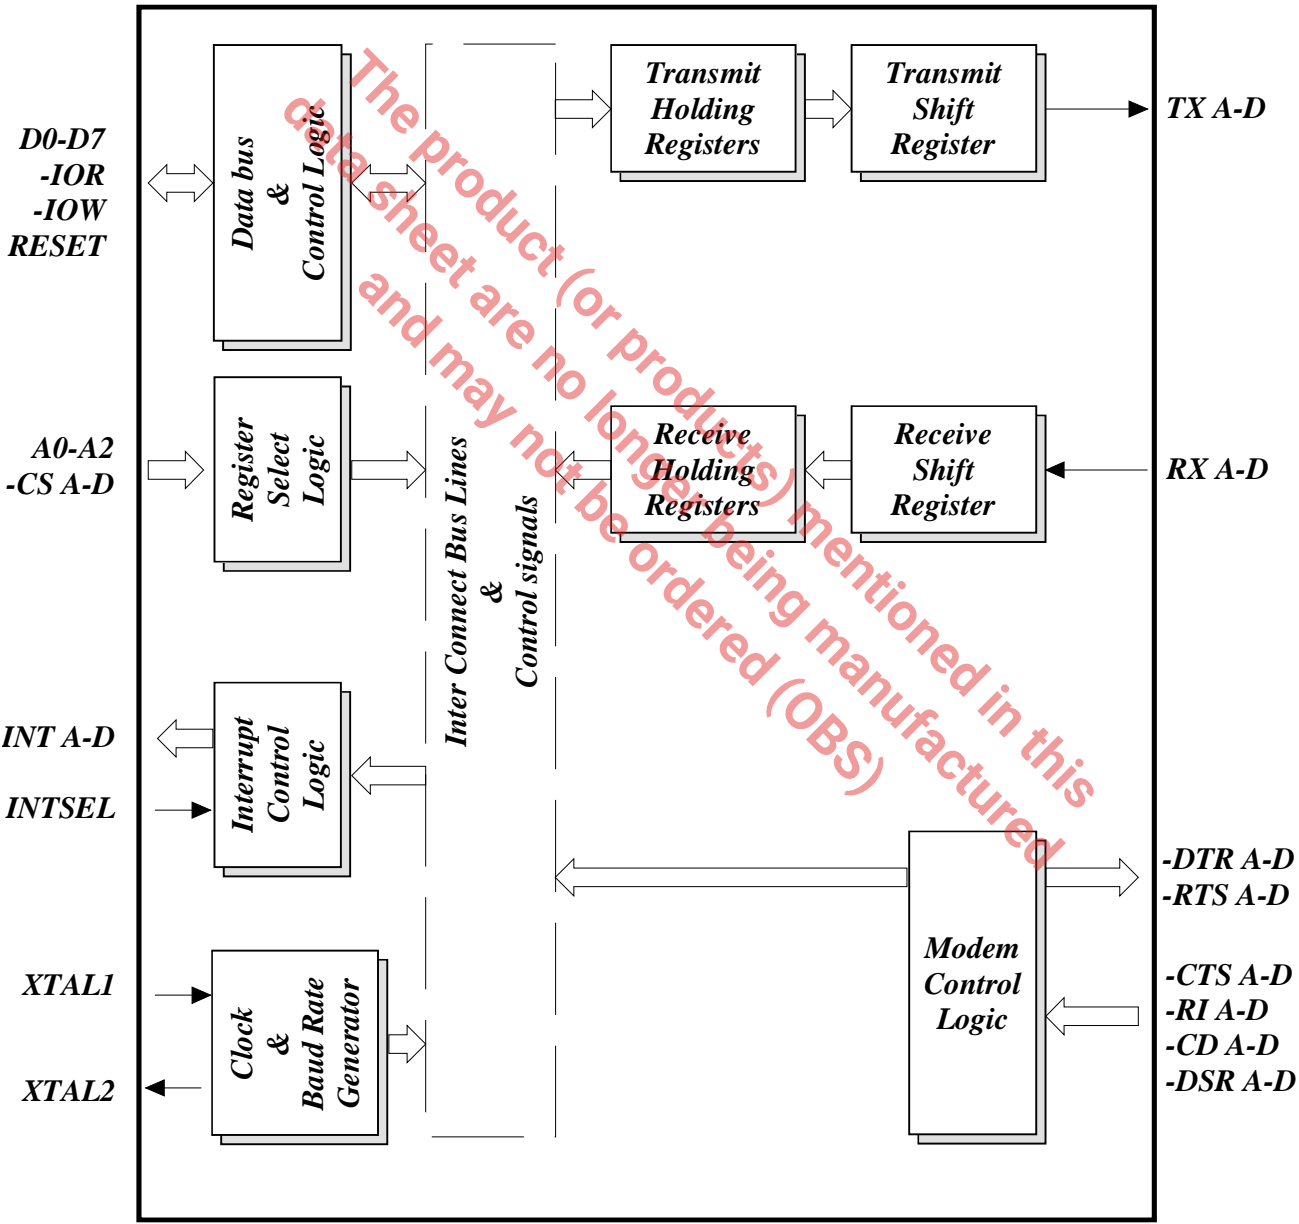 D0-D7
-IOR
-IOW
RESET
Data bus
&
Control Logic
A0-A2
-CS A-D
Register
Select
Logic
INT A-D
INTSEL
Interrupt
Control
Logic
XTAL1
XTAL2
Clock
&
Baud Rate
Generator
Inter Connect Bus Lines
&
Control signals
Transmit
Holding
Registers
Transmit
Shift
Register
TX A-D
Receive
Holding
Registers
Receive
Shift
Register
RX A-D
Modem
Control
Logic
-DTR A-D
-RTS A-D
-CTS A-D
-RI A-D
-CD A-D
-DSR A-D
The product (or products) mentioned in this
data sheet are no longer being manufactured
and may not be ordered (OBS)